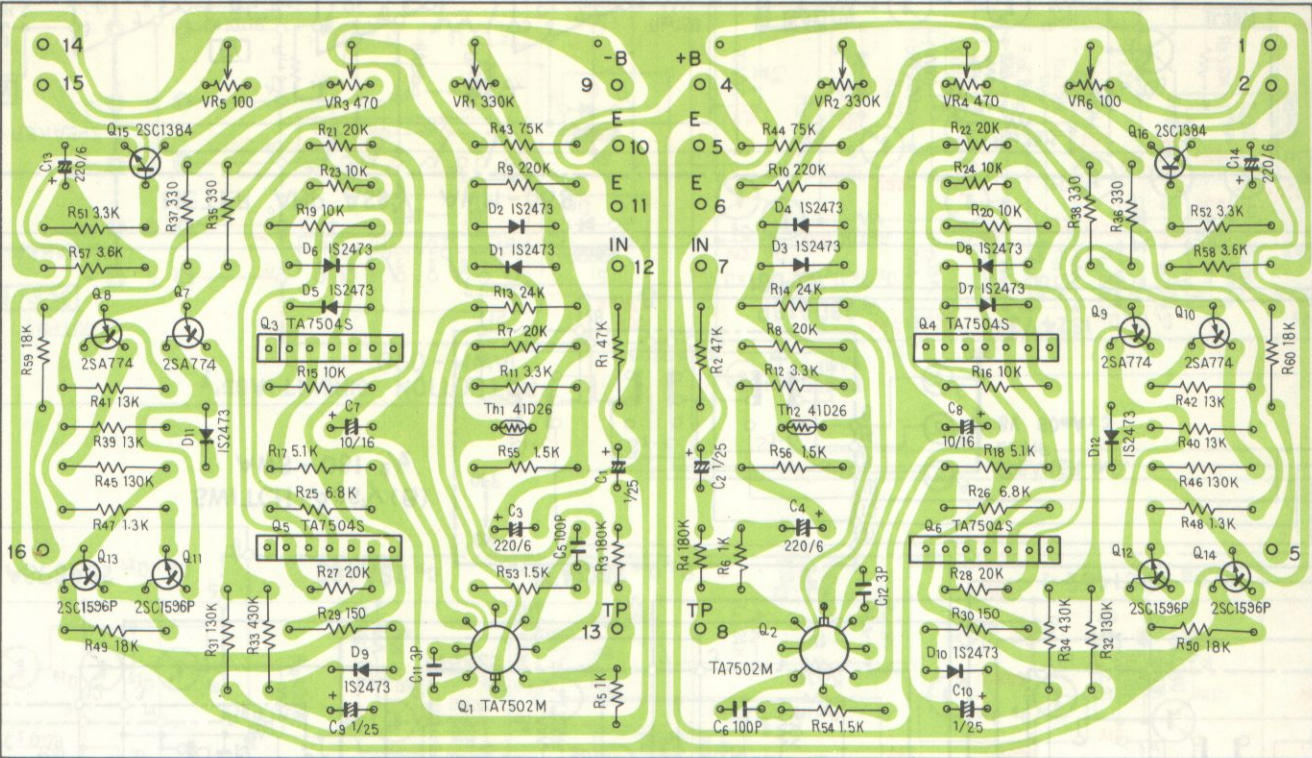 14
-B
+B
1
15
9
4
2
VR5 100
VR3 470
VR1 330K
VR2 330K
VR4 470
VR6 100
E
E
Q15 2SC1384
R21 20K
R43 75K
10
5
R44 75K
R22 20K
Q16 2SC1384
C13 220/6
+
R23 10K
R9 220K
E
E
R10 220K
R24 10K
C14 220/6
+
R37 330
R35 330
D2 IS2473
11
6
D4 IS2473
R38 330
R36 330
R51 3.3K
R19 10K
R20 10K
R52 3.3K
R57 3.6K
D6 IS2473
D1 IS2473
IN
IN
D3 IS2473
D8 IS2473
R58 3.6K
12
7
D5 IS2473
R13 24K
R14 24K
D7 IS2473
Q8
Q7
Q3 TA7504S
R7 20K
R1 47K
R2 47K
R8 20K
Q4 TA7504S
Q9
Q10
R59 18K
2SA774
2SA774
2SA774
2SA774
R60 18K
R15 10K
R11 3.3K
R12 3.3K
R16 10K
R41 13K
R42 13K
D11 IS2473
+
C7
10/16
Th1 41D26
Th2 41D26
C8
+
10/16
D12 IS2473
R39 13K
R40 13K
R17 5.1K
R55 1.5K
C1 1/25
+
C2 1/25
+
R56 1.5K
R18 5.1K
R45 130K
R46 130K
R25 6.8K
R26 6.8K
R47 1.3K
C3
+
220/6
C4
+
220/6
R48 1.3K
Q5 TA7504S
C5 100P
R3 180K
R4 180K
R6 1K
Q6 TA7504S
16
Q13
Q11
Q12
Q14
5
R27 20K
R53 1.5K
C12 3P
R28 20K
2SC1596P
2SC1596P
2SC1596P
2SC1596P
R49 18K
R31 130K
R33 430K
R29 150
TP
TP
13
8
Q2
R30 150
R34 430K
R32 130K
R50 18K
D9
IS2473
C11 3P
TA7502M
D10 IS2473
R5 1K
+
C9 1/25
Q1 TA7502M
C6 100P
R54 1.5K
C10
+
1/25